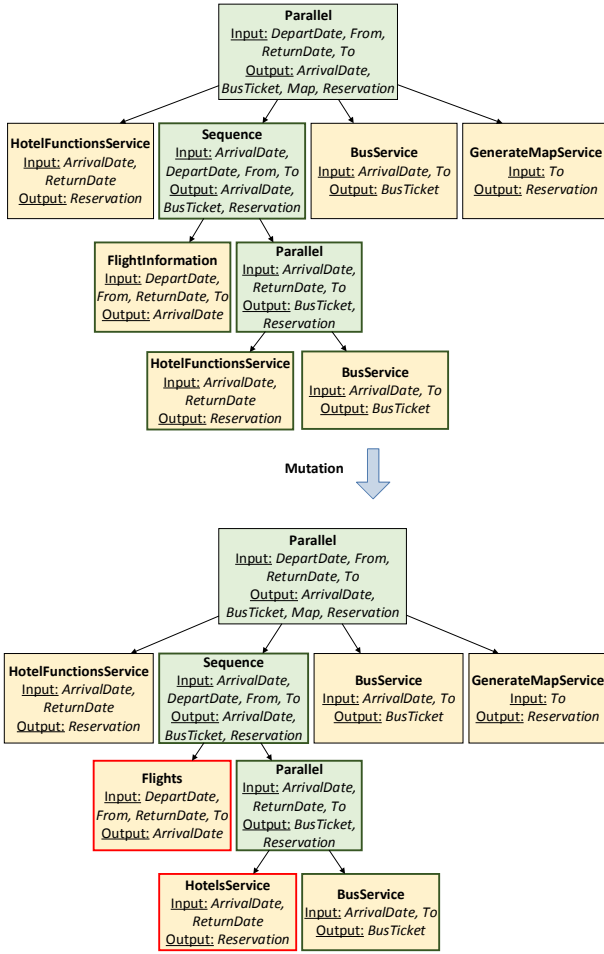 Parallel
Input: DepartDate, From,
ReturnDate, To
Output: ArrivalDate,
BusTicket, Map, Reservation
HotelFunctionsService
Input: ArrivalDate,
ReturnDate
Output: Reservation
Sequence
Input: ArrivalDate,
DepartDate, From, To
Output: ArrivalDate,
BusTicket, Reservation
BusService
Input: ArrivalDate, To
Output: BusTicket
GenerateMapService
Input: To
Output: Reservation
FlightInformation
Input: DepartDate,
From, ReturnDate, To
Output: ArrivalDate
Parallel
Input: ArrivalDate,
ReturnDate, To
Output: BusTicket,
Reservation
HotelFunctionsService
Input: ArrivalDate,
ReturnDate
Output: Reservation
BusService
Input: ArrivalDate, To
Output: BusTicket
Mutation
Parallel
Input: DepartDate, From,
ReturnDate, To
Output: ArrivalDate,
BusTicket, Map, Reservation
HotelFunctionsService
Input: ArrivalDate,
ReturnDate
Output: Reservation
Sequence
Input: ArrivalDate,
DepartDate, From, To
Output: ArrivalDate,
BusTicket, Reservation
BusService
Input: ArrivalDate, To
Output: BusTicket
GenerateMapService
Input: To
Output: Reservation
Flights
Input: DepartDate,
From, ReturnDate, To
Output: ArrivalDate
Parallel
Input: ArrivalDate,
ReturnDate, To
Output: BusTicket,
Reservation
HotelsService
Input: ArrivalDate,
ReturnDate
Output: Reservation
BusService
Input: ArrivalDate, To
Output: BusTicket